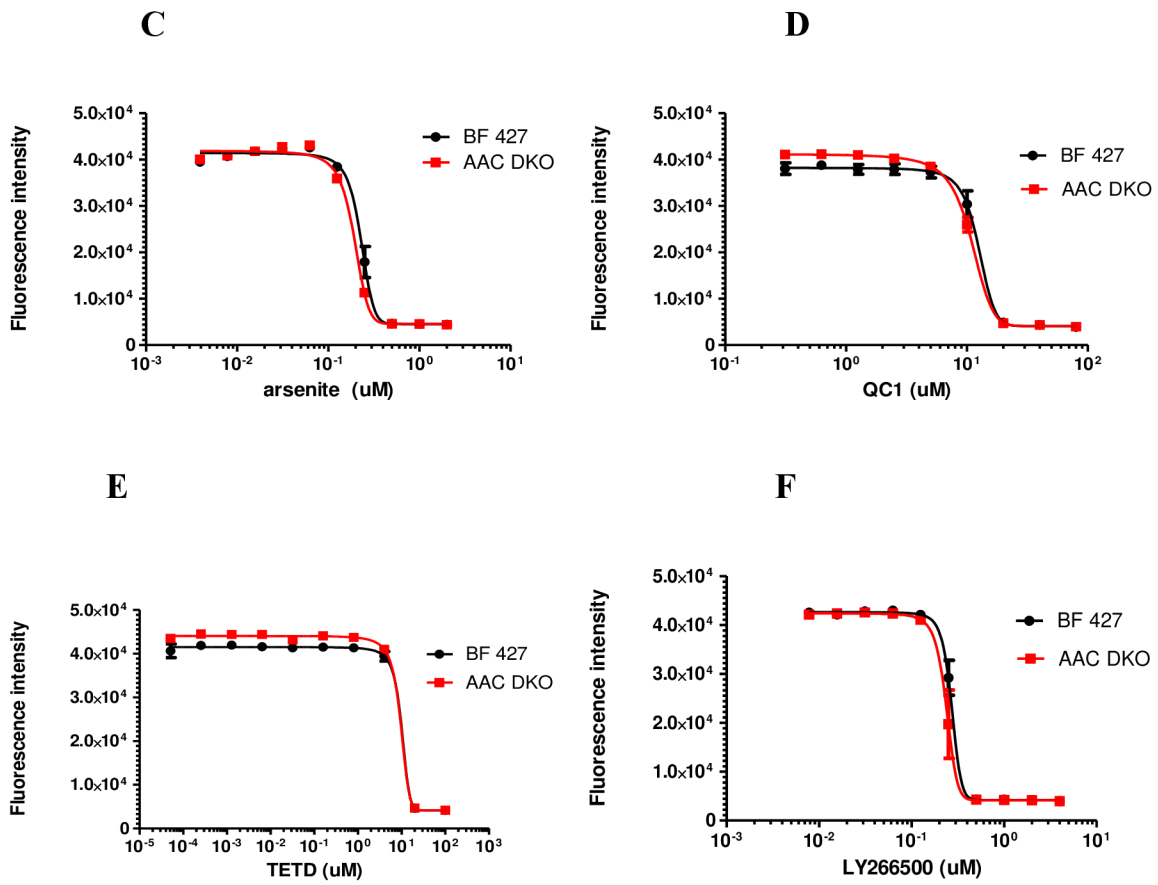 C
Fluorescence intensity
5.0×10⁴
4.0×10⁴
3.0×10⁴
2.0×10⁴
1.0×10⁴
0
10⁻³ 10⁻² 10⁻¹ 10⁰ 10¹
arsenite (uM)
BF 427
AAC DKO
D
Fluorescence intensity
5.0×10⁴
4.0×10⁴
3.0×10⁴
2.0×10⁴
1.0×10⁴
0
10⁻¹ 10⁰ 10¹ 10²
QC1 (uM)
BF 427
AAC DKO
E
Fluorescence intensity
5.0×10⁴
4.0×10⁴
3.0×10⁴
2.0×10⁴
1.0×10⁴
0
10⁻⁵ 10⁻⁴ 10⁻³ 10⁻² 10⁻¹ 10⁰ 10¹ 10² 10³
TETD (uM)
BF 427
AAC DKO
F
Fluorescence intensity
5.0×10⁴
4.0×10⁴
3.0×10⁴
2.0×10⁴
1.0×10⁴
0
10⁻³ 10⁻² 10⁻¹ 10⁰ 10¹
LY266500 (uM)
BF 427
AAC DKO